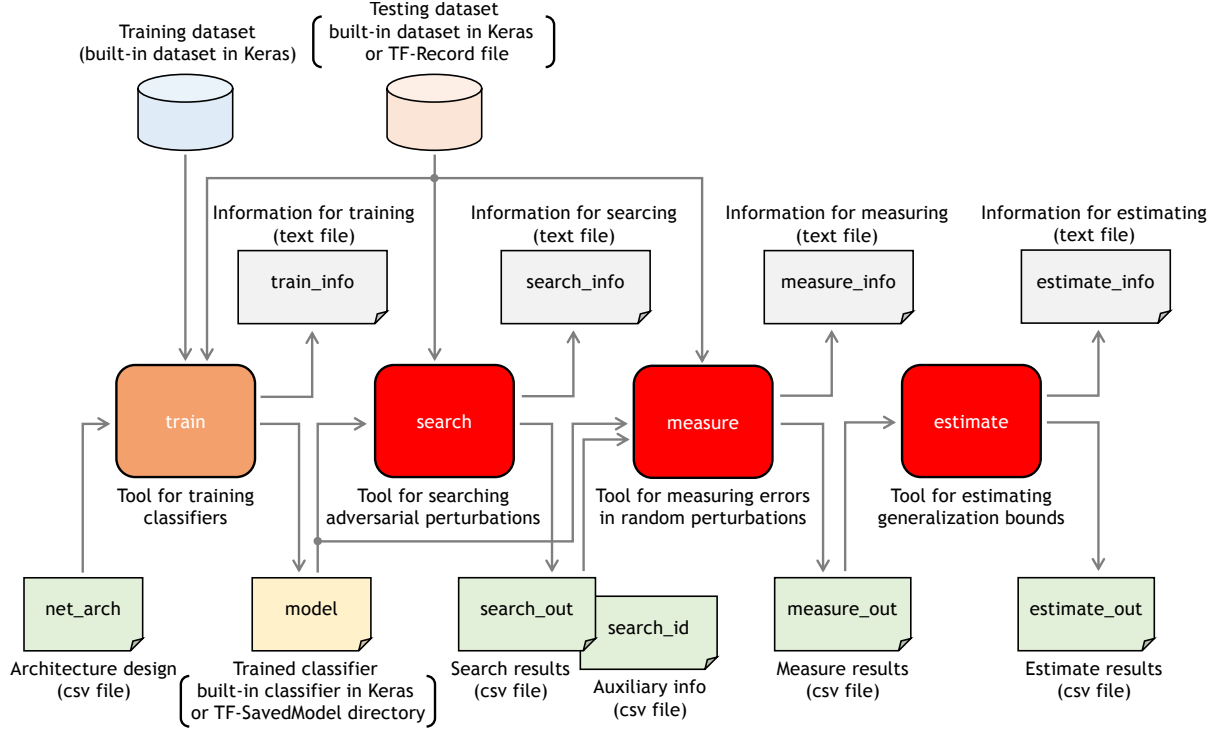 Training dataset
(built-in dataset in Keras)
Testing dataset
built-in dataset in Keras
or TF-Record file
Information for training
(text file)
train_info
Information for searcing
(text file)
search_info
Information for measuring
(text file)
measure_info
Information for estimating
(text file)
estimate_info
train
Tool for training
classifiers
search
Tool for searching
adversarial perturbations
measure
Tool for measuring errors
in random perturbations
estimate
Tool for estimating
generalization bounds
net_arch
Architecture design
(csv file)
model
Trained classifier
built-in classifier in Keras
or TF-SavedModel directory
search_out
Search results
(csv file)
search_id
Auxiliary info
(csv file)
measure_out
Measure results
(csv file)
estimate_out
Estimate results
(csv file)